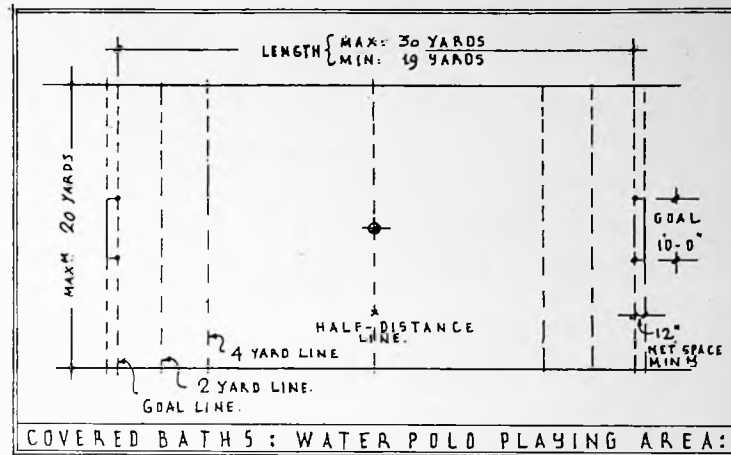 LENGTH { MAX: 30 YARDS
MIN: 19 YARDS
MAXM 20 YARDS
GOAL
10'-0"
HALF-DISTANCE
LINE.
12"
NET SPACE
MINM
4 YARD LINE
2 YARD LINE.
GOAL LINE.
COVERED BATHS: WATER POLO PLAYING AREA: